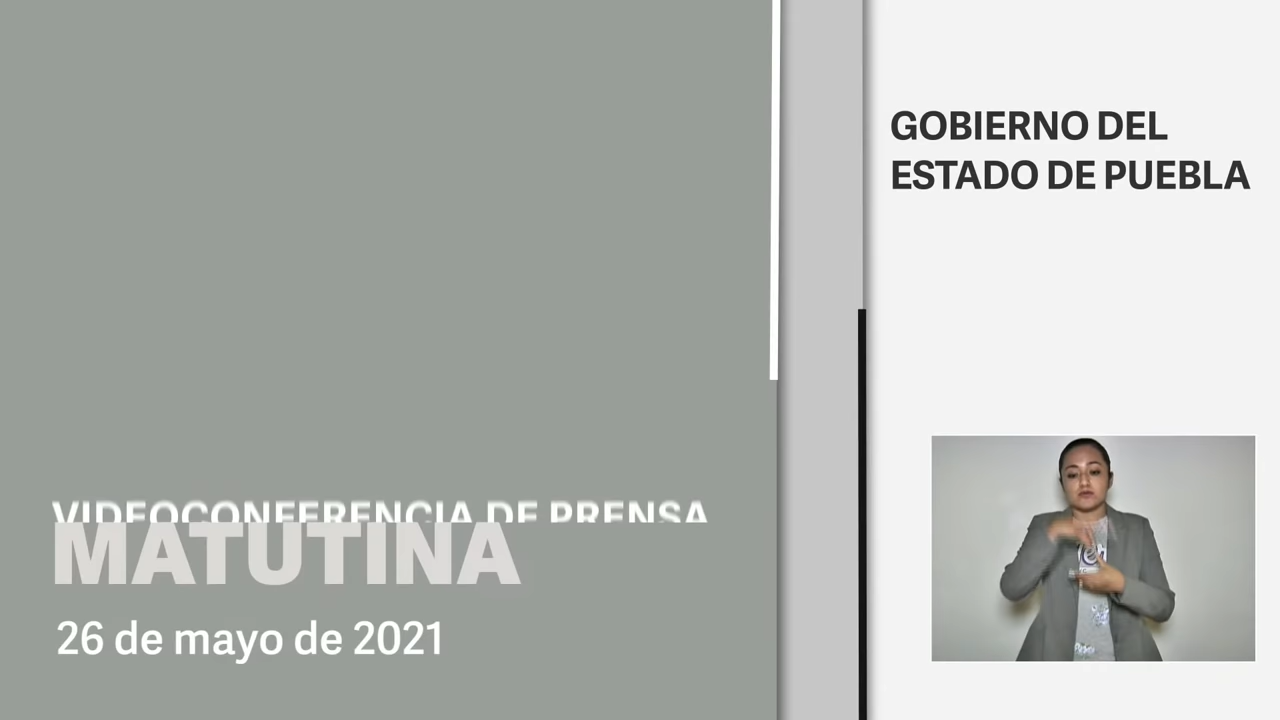 GOBIERNO DEL
ESTADO DE PUEBLA
VIDEOCONFERENCIA DE PRENSA
MATUTINA
26 de mayo de 2021